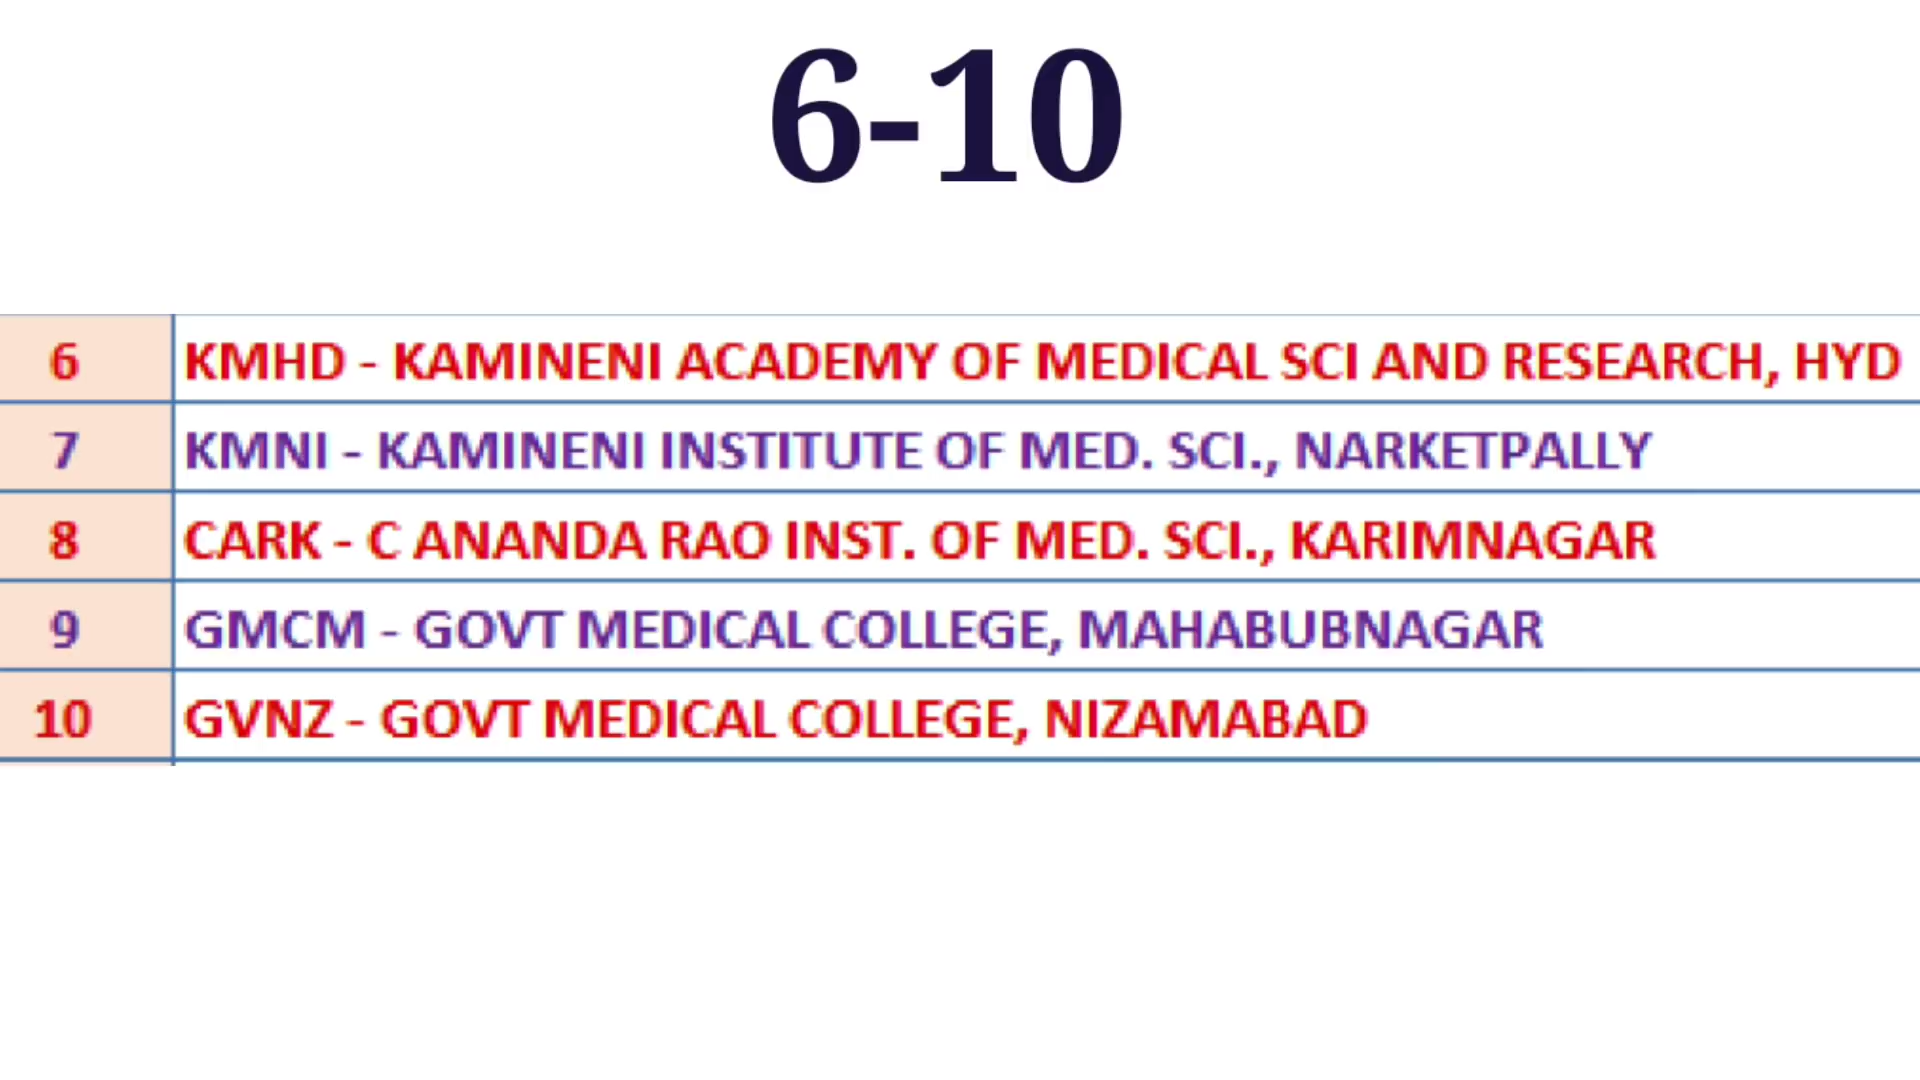 6-10
6 KMHD - KAMINENI ACADEMY OF MEDICAL SCI AND RESEARCH, HYD
7 KMNI - KAMINENI INSTITUTE OF MED. SCI., NARKETPALLY
8 CARK - C ANANDA RAO INST. OF MED. SCI., KARIMNAGAR
9 GMCM - GOVT MEDICAL COLLEGE, MAHABUBNAGAR
10 GVNZ - GOVT MEDICAL COLLEGE, NIZAMABAD